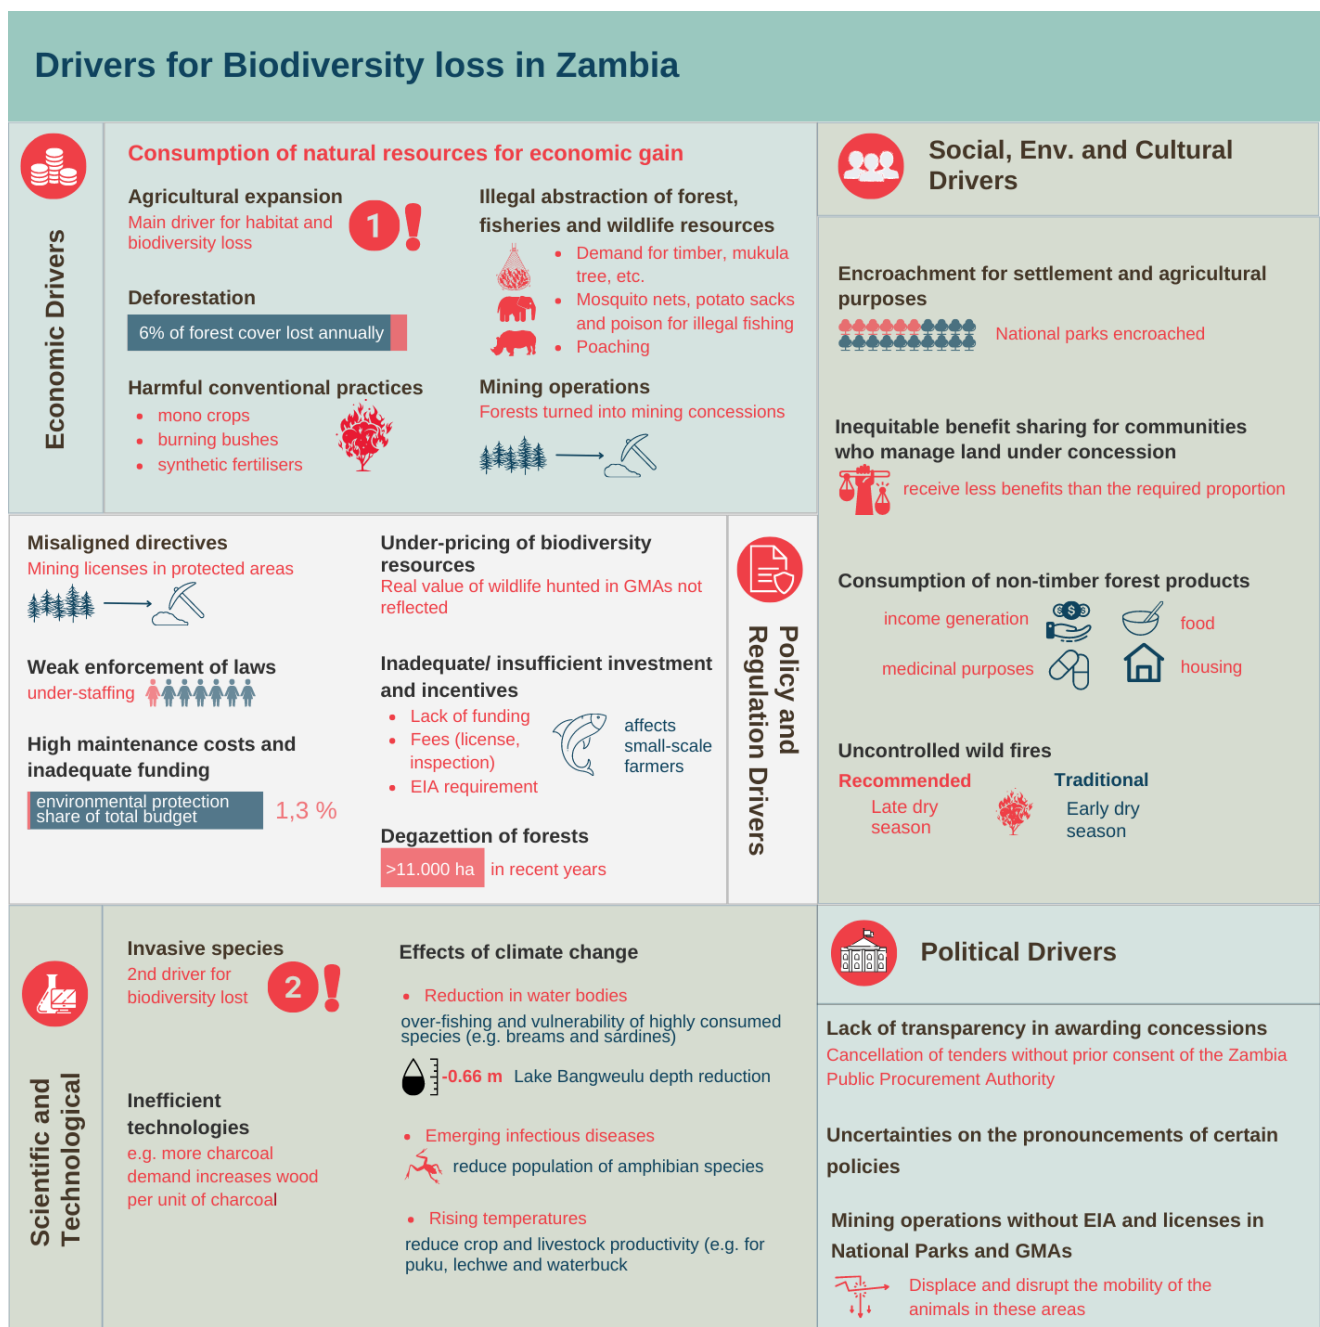 Drivers for Biodiversity loss in Zambia
Economic Drivers
Consumption of natural resources for economic gain
Agricultural expansion
Main driver for habitat and
biodiversity loss
1
Deforestation
6% of forest cover lost annually
Harmful conventional practices
• mono crops
• burning bushes
• synthetic fertilisers
Illegal abstraction of forest,
fisheries and wildlife resources
• Demand for timber, mukula
tree, etc.
• Mosquito nets, potato sacks
and poison for illegal fishing
• Poaching
Mining operations
Forests turned into mining concessions
Social, Env. and Cultural
Drivers
Encroachment for settlement and agricultural
purposes
National parks encroached
Inequitable benefit sharing for communities
who manage land under concession
receive less benefits than the required proportion
Consumption of non-timber forest products
income generation
food
medicinal purposes
housing
Uncontrolled wild fires
Recommended
Late dry
season
Traditional
Early dry
season
Policy and
Regulation Drivers
Misaligned directives
Mining licenses in protected areas
Weak enforcement of laws
under-staffing
High maintenance costs and
inadequate funding
environmental protection
share of total budget
1,3 %
Under-pricing of biodiversity
resources
Real value of wildlife hunted in GMAs not
reflected
Inadequate/ insufficient investment
and incentives
• Lack of funding
• Fees (license,
inspection)
• EIA requirement
affects
small-scale
farmers
Degazettion of forests
>11.000 ha
in recent years
Scientific and
Technological
Invasive species
2nd driver for
biodiversity lost
2
Inefficient
technologies
e.g. more charcoal
demand increases wood
per unit of charcoal
Effects of climate change
• Reduction in water bodies
over-fishing and vulnerability of highly consumed
species (e.g. breams and sardines)
-0.66 m Lake Bangweulu depth reduction
• Emerging infectious diseases
reduce population of amphibian species
• Rising temperatures
reduce crop and livestock productivity (e.g. for
puku, lechwe and waterbuck
Political Drivers
Lack of transparency in awarding concessions
Cancellation of tenders without prior consent of the Zambia
Public Procurement Authority
Uncertainties on the pronouncements of certain
policies
Mining operations without EIA and licenses in
National Parks and GMAs
Displace and disrupt the mobility of the
animals in these areas